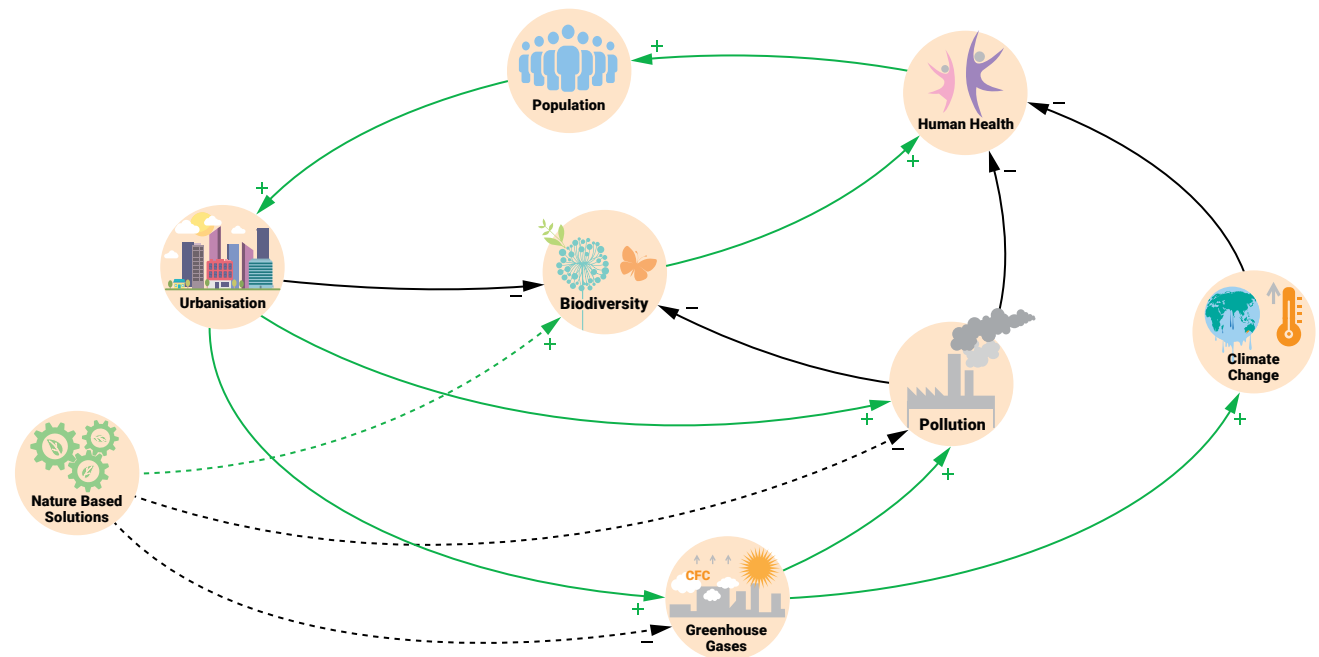 +
Population
Human Health
−
+
−
+
Urbanisation
Biodiversity
−
−
+
Climate
Change
Pollution
+
+
−
+
Nature Based
Solutions
CFC
+
−
Greenhouse
Gases